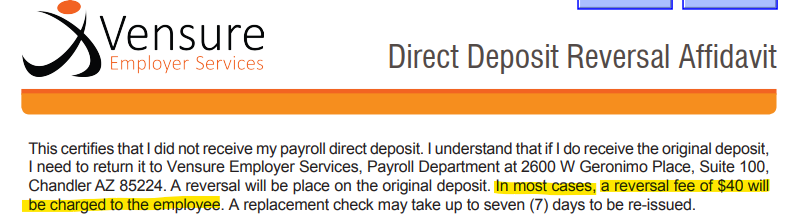 Vensure
Employer Services
Direct Deposit Reversal Affidavit
This certifies that I did not receive my payroll direct deposit. I understand that if I do receive the original deposit,
I need to return it to Vensure Employer Services, Payroll Department at 2600 W Geronimo Place, Suite 100,
Chandler AZ 85224. A reversal will be place on the original deposit. In most cases, a reversal fee of $40 will
be charged to the employee. A replacement check may take up to seven (7) days to be re-issued.